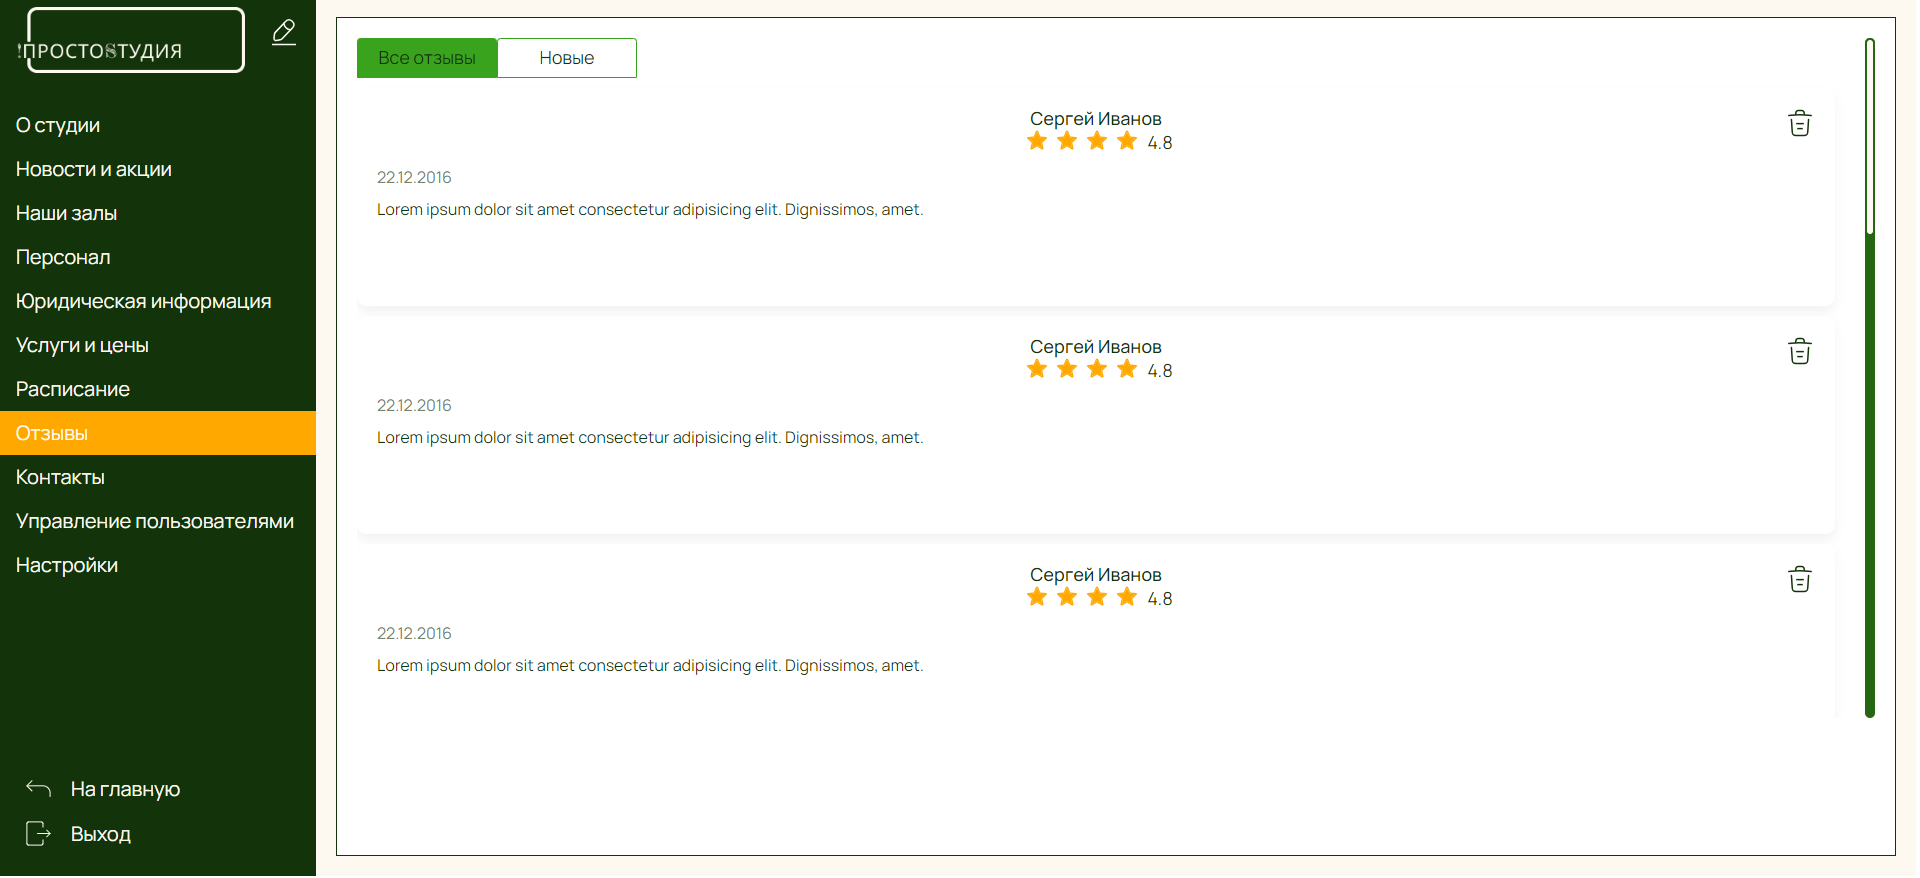 !ПРОСТОSТУДИЯ
О студии
Новости и акции
Наши залы
Персонал
Юридическая информация
Услуги и цены
Расписание
Отзывы
Контакты
Управление пользователями
Настройки
На главную
Выход
Все отзывы
Новые
Сергей Иванов
4.8
22.12.2016
Lorem ipsum dolor sit amet consectetur adipisicing elit. Dignissimos, amet.
Сергей Иванов
4.8
22.12.2016
Lorem ipsum dolor sit amet consectetur adipisicing elit. Dignissimos, amet.
Сергей Иванов
4.8
22.12.2016
Lorem ipsum dolor sit amet consectetur adipisicing elit. Dignissimos, amet.